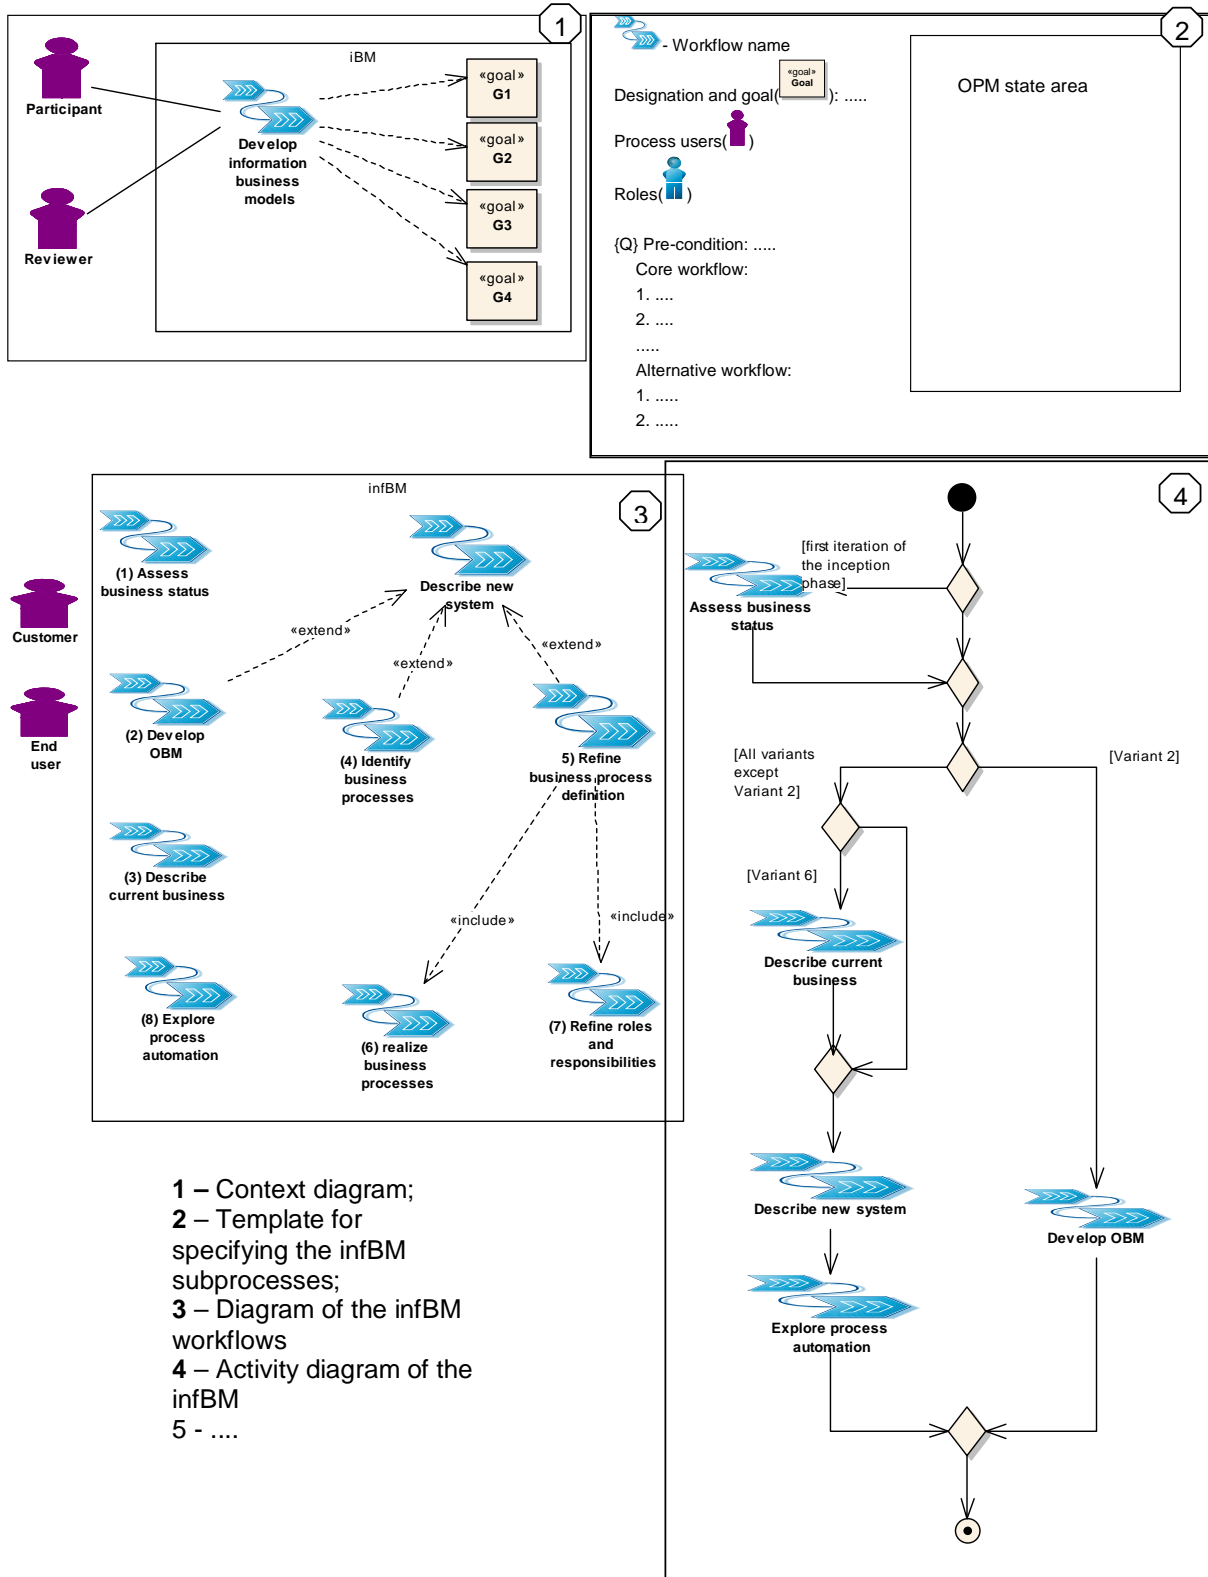 1
iBM
Participant
Reviewer
Develop
information
business
models
«goal»
G1
«goal»
G2
«goal»
G3
«goal»
G4
2
- Workflow name
Designation and goal(
«goal»
Goal
): .....
Process users( )
Roles( )
{Q} Pre-condition: .....
Core workflow:
1. ....
2. ....
.....
Alternative workflow:
1. .....
2. .....
OPM state area
3
infBM
(1) Assess
business status
Describe new
system
Customer
«extend»
«extend»
«extend»
End
user
(2) Develop
OBM
(4) Identify
business
processes
5) Refine
business process
definition
(3) Describe
current business
«include»
«include»
(8) Explore
process
automation
(6) realize
business
processes
(7) Refine roles
and
responsibilities
4
[first iteration of
the inception
phase]
Assess business
status
[All variants
except
Variant 2]
[Variant 2]
[Variant 6]
Describe current
business
Describe new system
Develop OBM
Explore process
automation
1 – Context diagram;
2 – Template for
specifying the infBM
subprocesses;
3 – Diagram of the infBM
workflows
4 – Activity diagram of the
infBM
5 - ....